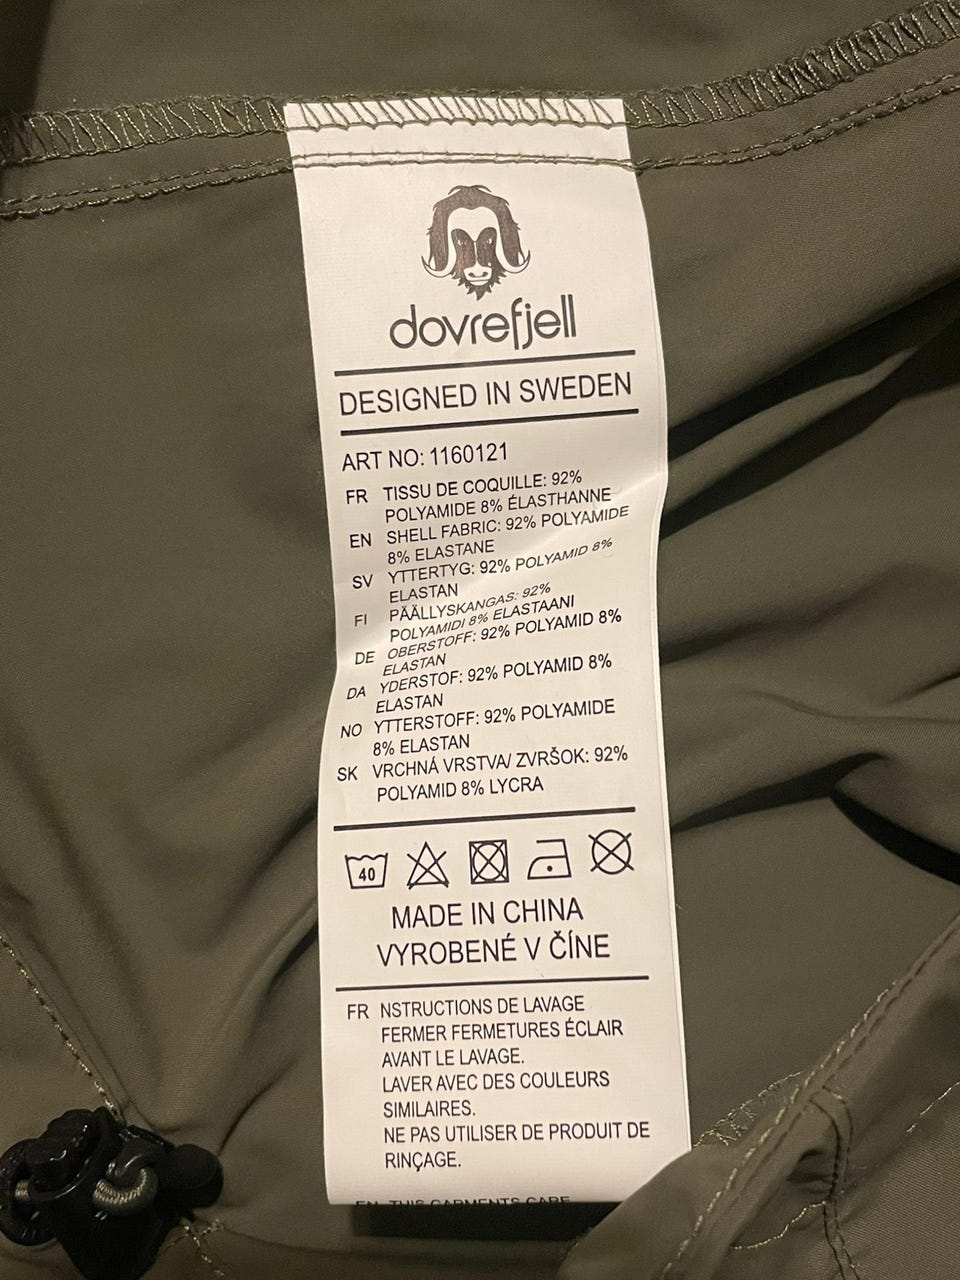 dovrefjell
DESIGNED IN SWEDEN
ART NO: 1160121
FR TISSU DE COQUILLE: 92%
POLYAMIDE 8% ÉLASTHANNE
EN SHELL FABRIC: 92% POLYAMIDE
8% ELASTANE
SV YTTERTYG: 92% POLYAMID 8%
ELASTAN
FI PÄÄLLYSKANGAS: 92%
POLYAMIDI 8% ELASTAANI
DE OBERSTOFF: 92% POLYAMID 8%
ELASTAN
DA YDERSTOF: 92% POLYAMID 8%
ELASTAN
NO YTTERSTOFF: 92% POLYAMIDE
8% ELASTAN
SK VRCHNÁ VRSTVA/ ZVRŠOK: 92%
POLYAMID 8% LYCRA
40
MADE IN CHINA
VYROBENÉ V ČÍNE
FR NSTRUCTIONS DE LAVAGE
FERMER FERMETURES ÉCLAIR
AVANT LE LAVAGE.
LAVER AVEC DES COULEURS
SIMILAIRES.
NE PAS UTILISER DE PRODUIT DE
RINÇAGE.
EN THIS GARMENTS CARE